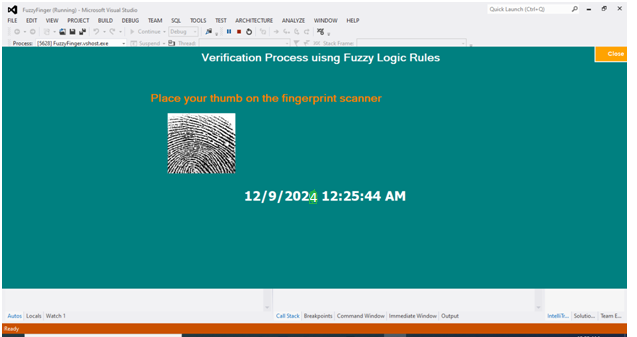 FuzzyFinger (Running) - Microsoft Visual Studio
Quick Launch (Ctrl+Q)
FILE EDIT VIEW PROJECT BUILD DEBUG TEAM SQL TOOLS TEST ARCHITECTURE ANALYZE WINDOW HELP
Continue Debug
Process: [5628] FuzzyFinger.vshost.exe Suspend Thread: Stack Frame:
Verification Process uisng Fuzzy Logic Rules
Close
Place your thumb on the fingerprint scanner
12/9/2024 12:25:44 AM
Autos Locals Watch 1
Call Stack Breakpoints Command Window Immediate Window Output
IntelliTr... Solutio... Team E...
Ready